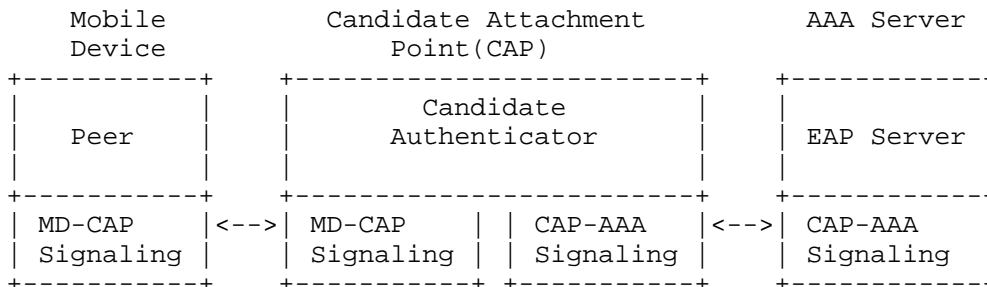 Mobile Candidate Attachment AAA Server
Device Point(CAP)
+-----------+ +-------------------------+ +-------------
| | | Candidate | |
| Peer | | Authenticator | | EAP Server
| | | | |
+-----------+ +-------------------------+ +-------------
| MD-CAP |<-->| MD-CAP | | CAP-AAA |<-->| CAP-AAA
| Signaling | | Signaling | | Signaling | | Signaling
+-----------+ +-----------+ +-----------+ +-------------